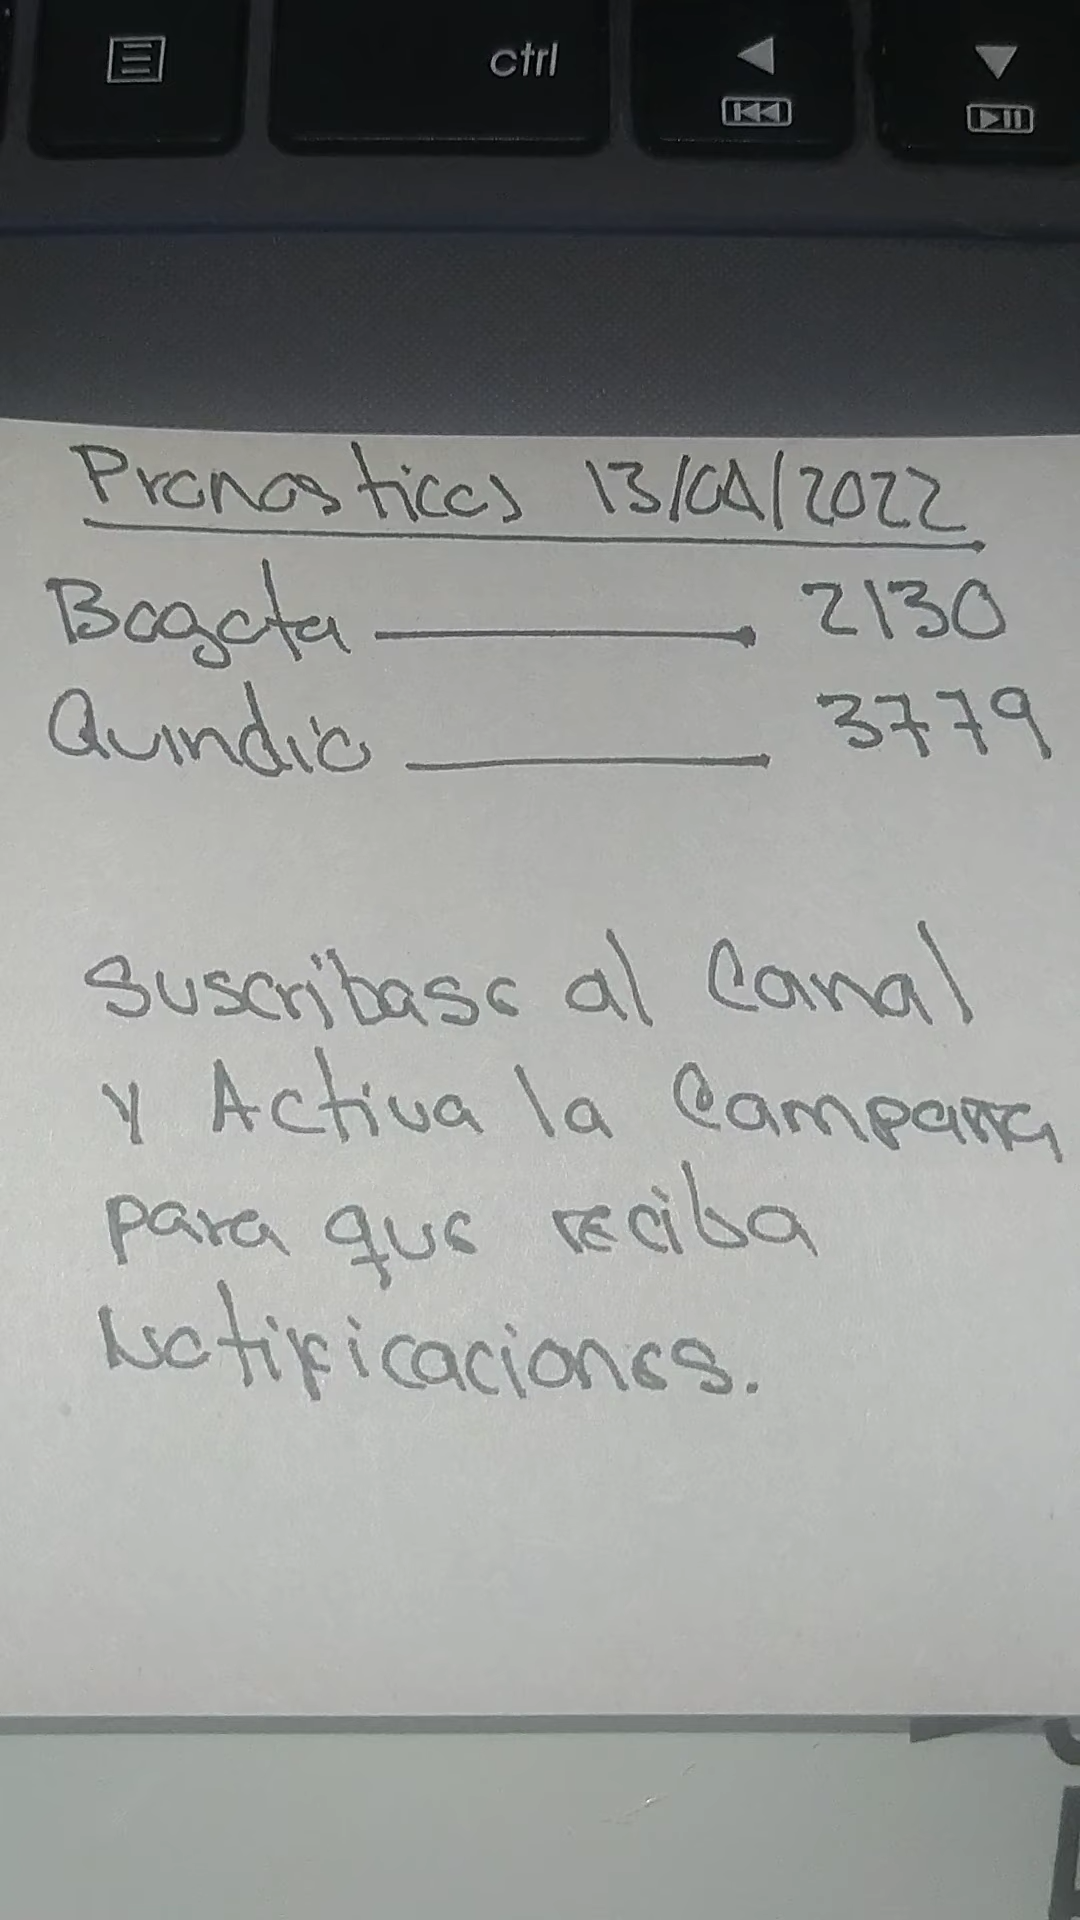 ctrl
Pronosticos 13/04/2022
Bogota 2130
Quindio 3779
Suscribase al Canal
y Activa la Campana
para que reciba
Notificaciones.